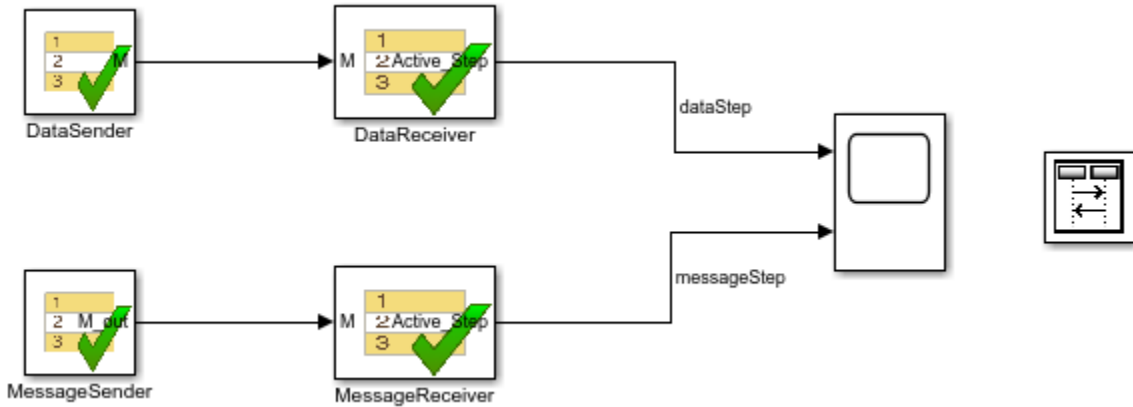 1
2 M
3
DataSender
1
M 2 Active_Step
3
DataReceiver
dataStep
1
2 M_out
3
MessageSender
1
M 2 Active_Step
3
MessageReceiver
messageStep